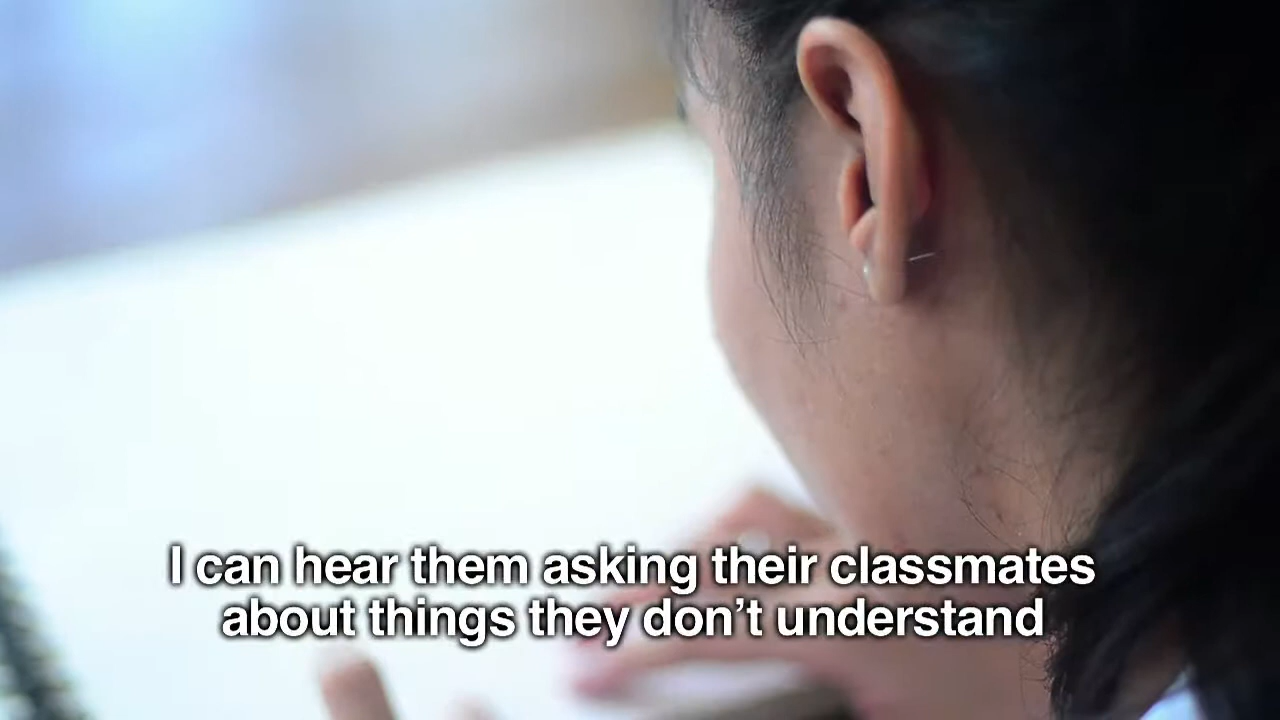 I can hear them asking their classmates
about things they don’t understand